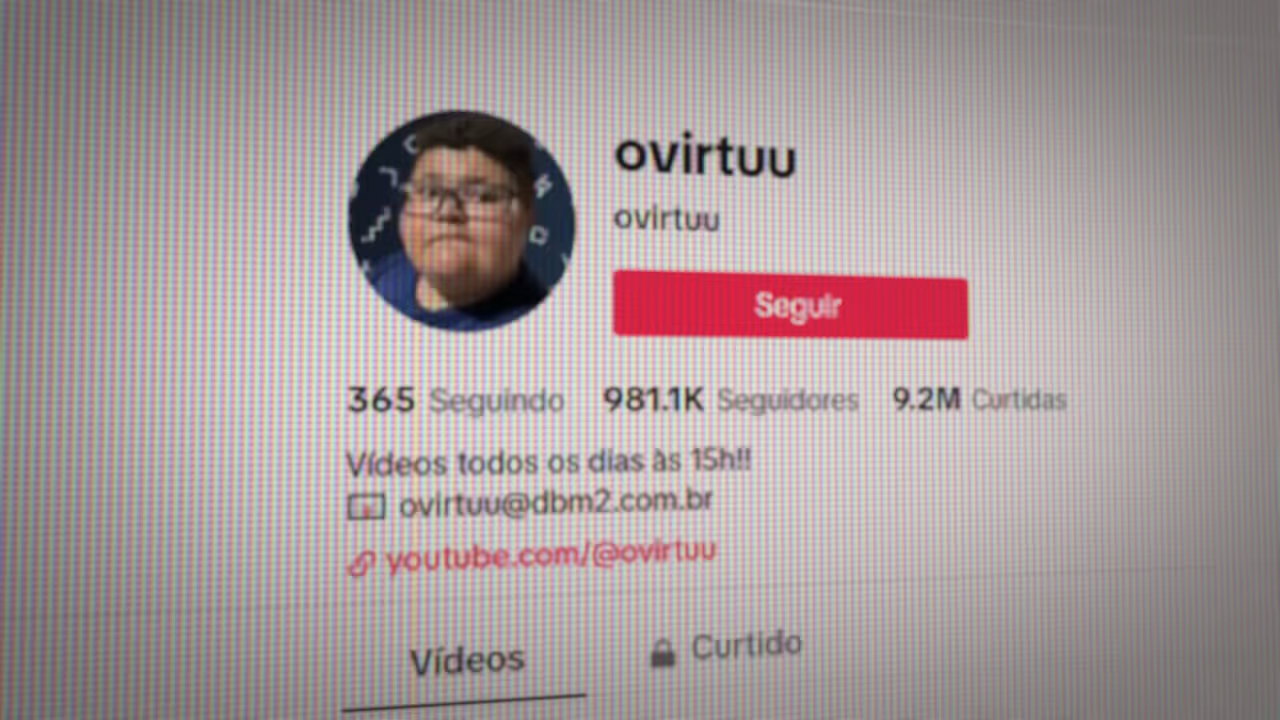 ovirtuu
ovirtuu
Seguir
365 Seguindo 981.1K Seguidores 9.2M Curtidas
Vídeos todos os dias às 15h!!
ovirtuu@dbm2.com.br
youtube.com/@ovirtuu
Vídeos Curtido